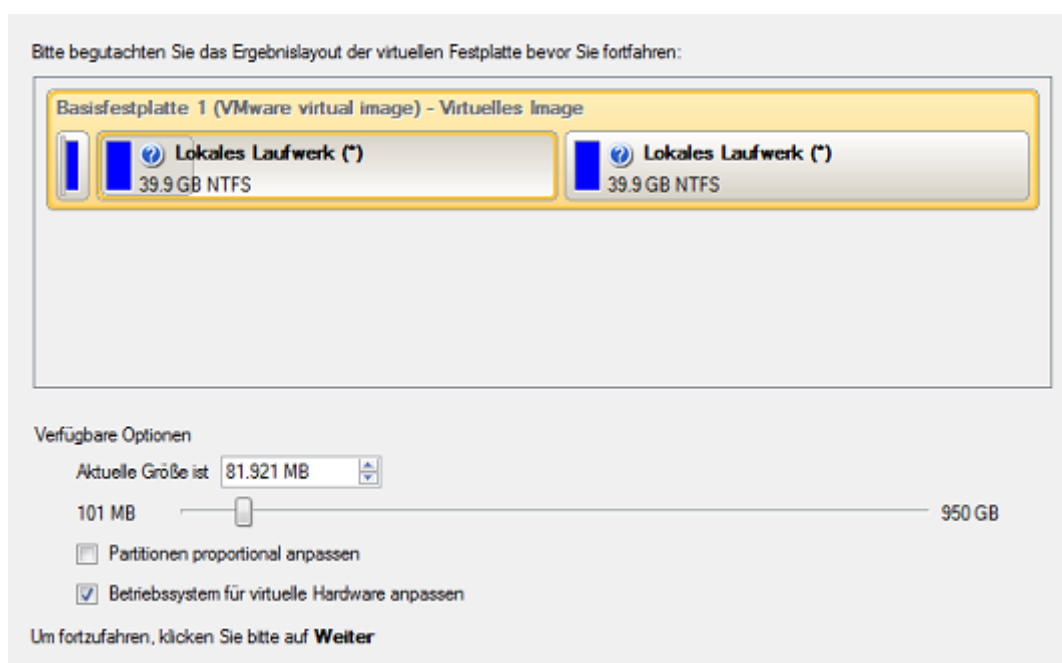 Bitte begutachten Sie das Ergebnislayout der virtuellen Festplatte bevor Sie fortfahren:
Basisfestplatte 1 (VMware virtual image) - Virtuelles Image
Lokales Laufwerk (*)
39.9 GB NTFS
Lokales Laufwerk (*)
39.9 GB NTFS
Verfügbare Optionen
Aktuelle Größe ist 81.921 MB
101 MB 950 GB
Partitionen proportional anpassen
Betriebssystem für virtuelle Hardware anpassen
Um fortzufahren, klicken Sie bitte auf Weiter